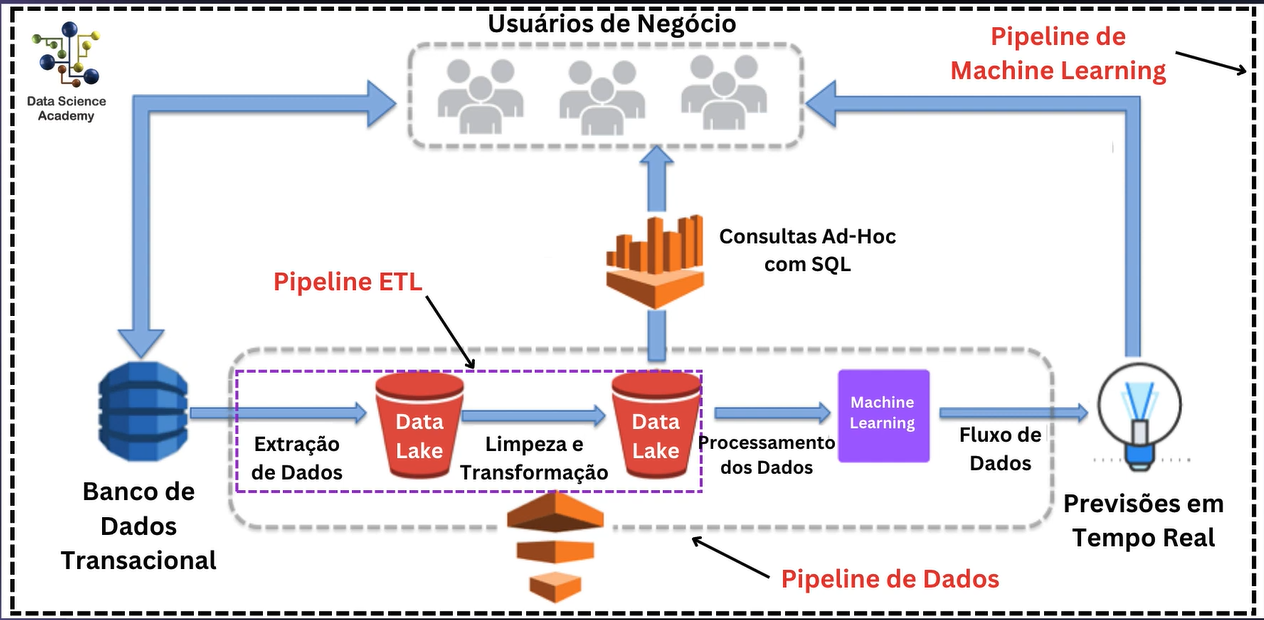 Usuários de Negócio
Pipeline de
Machine Learning
Data Science
Academy
Consultas Ad-Hoc
com SQL
Pipeline ETL
Data
Lake
Data
Lake
Machine
Learning
Extração
de Dados
Limpeza e
Transformação
Processamento
dos Dados
Fluxo de
Dados
Banco de
Dados
Transacional
Previsões em
Tempo Real
Pipeline de Dados